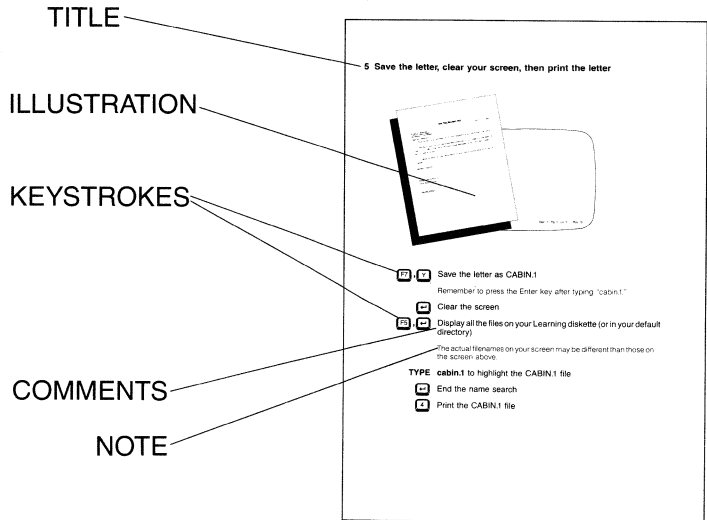 TITLE
5 Save the letter, clear your screen, then print the letter
ILLUSTRATION
KEYSTROKES
F7, Y Save the letter as CABIN.1
Remember to press the Enter key after typing "cabin.1."
↵ Clear the screen
F5, ↵ Display all the files on your Learning diskette (or in your default
directory)
The actual filenames on your screen may be different than those on
the screen above.
COMMENTS
TYPE cabin.1 to highlight the CABIN.1 file
↵ End the name search
4 Print the CABIN.1 file
NOTE